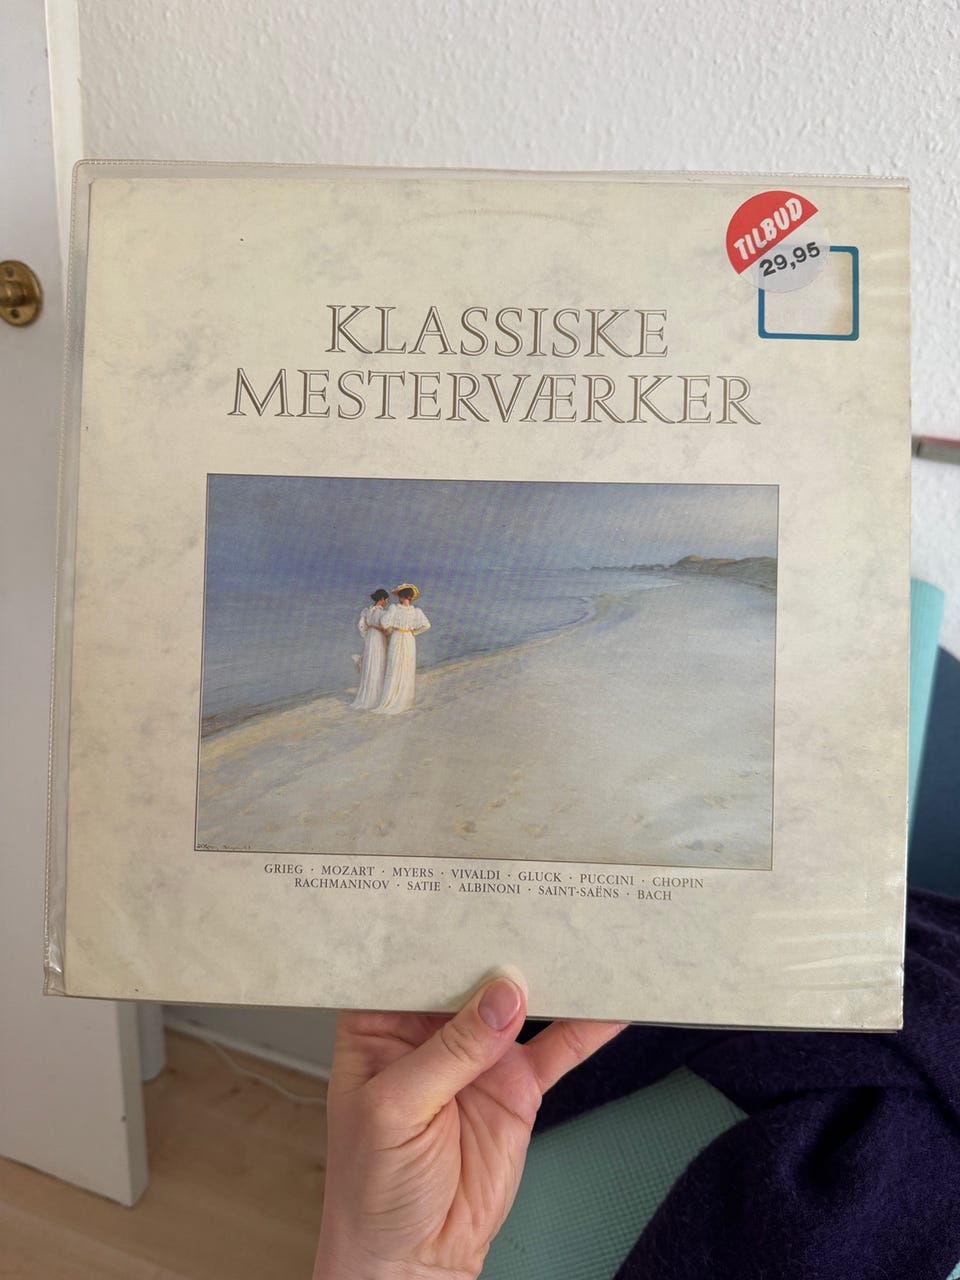 TILBUD
29,95
KLASSISKE
MESTERVÆRKER
GRIEG · MOZART · MYERS · VIVALDI · GLUCK · PUCCINI · CHOPIN
RACHMANINOV · SATIE · ALBINONI · SAINT-SAËNS · BACH